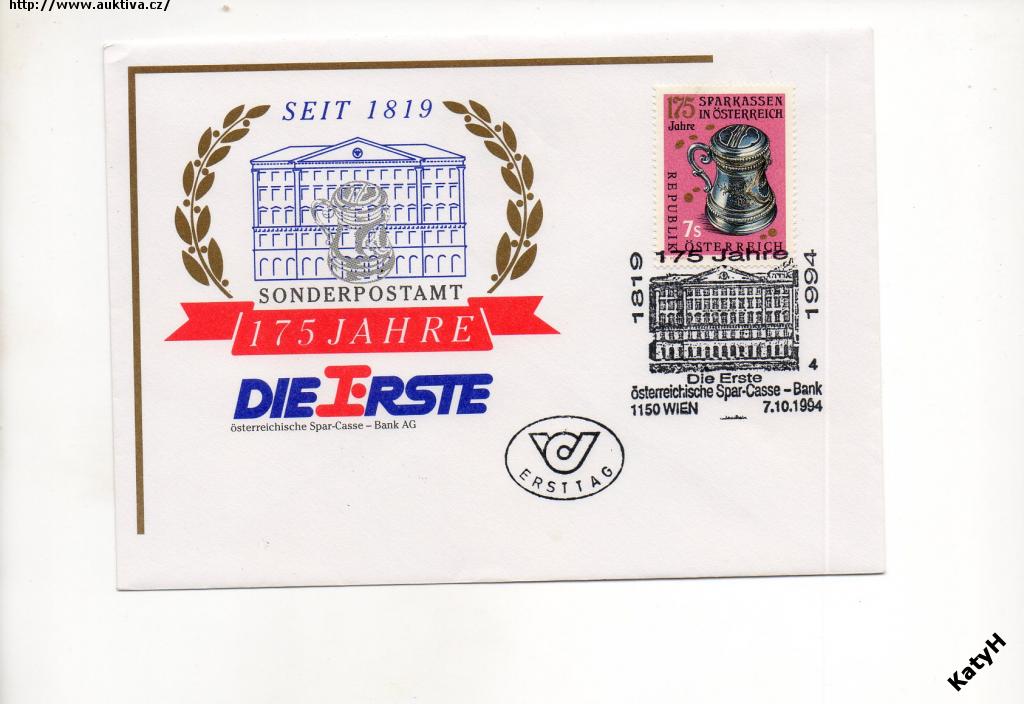 http://www.auktiva.cz/
SEIT 1819
SONDERPOSTAMT
175 JAHRE
DIE ERSTE
österreichische Spar-Casse – Bank AG
175 SPARKASSEN
Jahre IN ÖSTERREICH
REPUBLIK
7s
ÖSTERREICH
175 Jahre
1819
1994
4
Die Erste
österreichische Spar-Casse – Bank
1150 WIEN 7.10.1994
ERSTTAG
KatyH